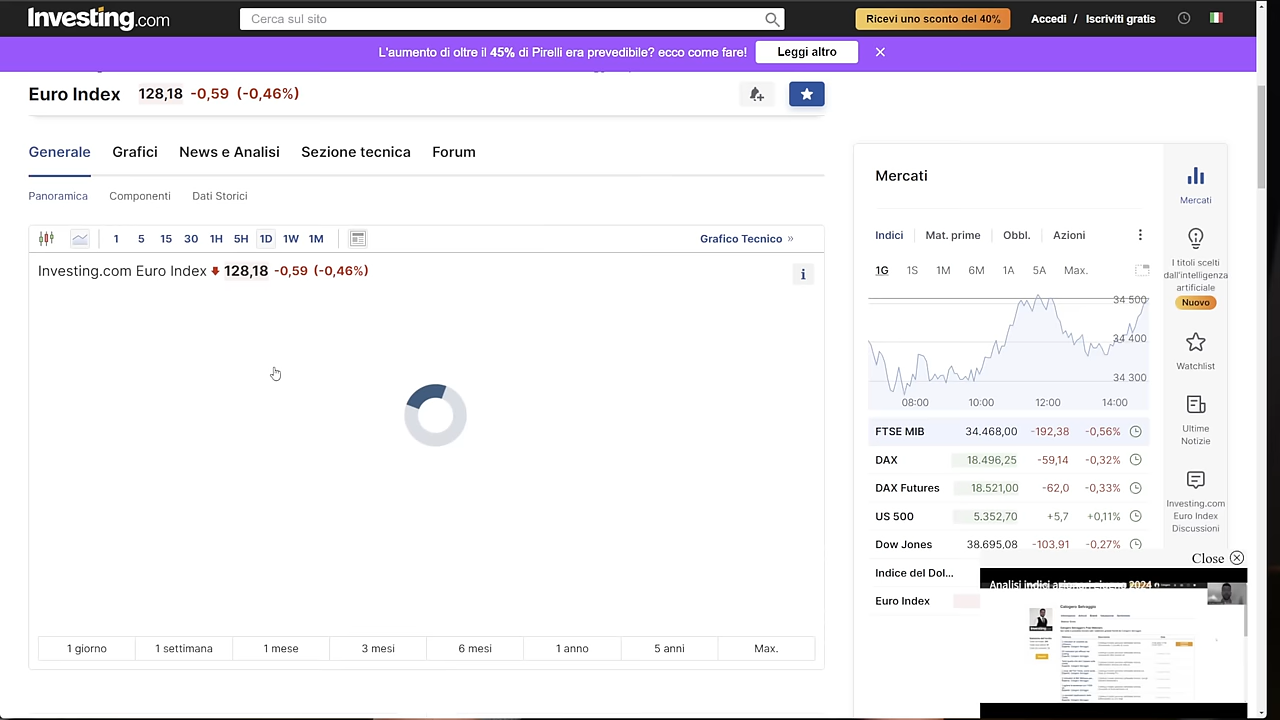 Investing.com
Cerca sul sito
Ricevi uno sconto del 40%
Accedi / Iscriviti gratis
L'aumento di oltre il 45% di Pirelli era prevedibile? ecco come fare!
Leggi altro
Euro Index 128,18 -0,59 (-0,46%)
Generale Grafici News e Analisi Sezione tecnica Forum
Panoramica Componenti Dati Storici
1 5 15 30 1H 5H 1D 1W 1M
Grafico Tecnico »
Investing.com Euro Index 128,18 -0,59 (-0,46%)
1 giorno 1 settimana 1 mese
1 anno 5 anni Max
Mercati
Indici Mat. prime Obbl. Azioni
1G 1S 1M 6M 1A 5A Max.
34 500
34 400
34 300
08:00 10:00 12:00 14:00
FTSE MIB 34.468,00 -192,38 -0,56%
DAX 18.496,25 -59,14 -0,32%
DAX Futures 18.521,00 -62,0 -0,33%
US 500 5.352,70 +5,7 +0,11%
Dow Jones 38.695,08 -103,91 -0,27%
Indice del Dol...
Euro Index
Mercati
I titoli scelti
dall'intelligenza
artificiale
Nuovo
Watchlist
Ultime
Notizie
Investing.com
Euro Index
Discussioni
Close
Analisi indici azionari giugno 2024
Calogero Selvaggio